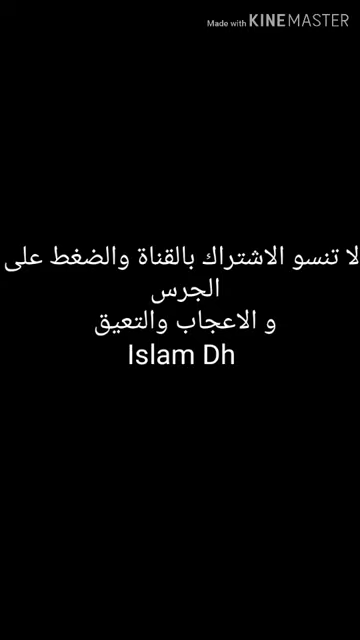 Made with KINEMASTER
لا تنسو الاشتراك بالقناة والضغط على
الجرس
و الاعجاب والتعيق
Islam Dh